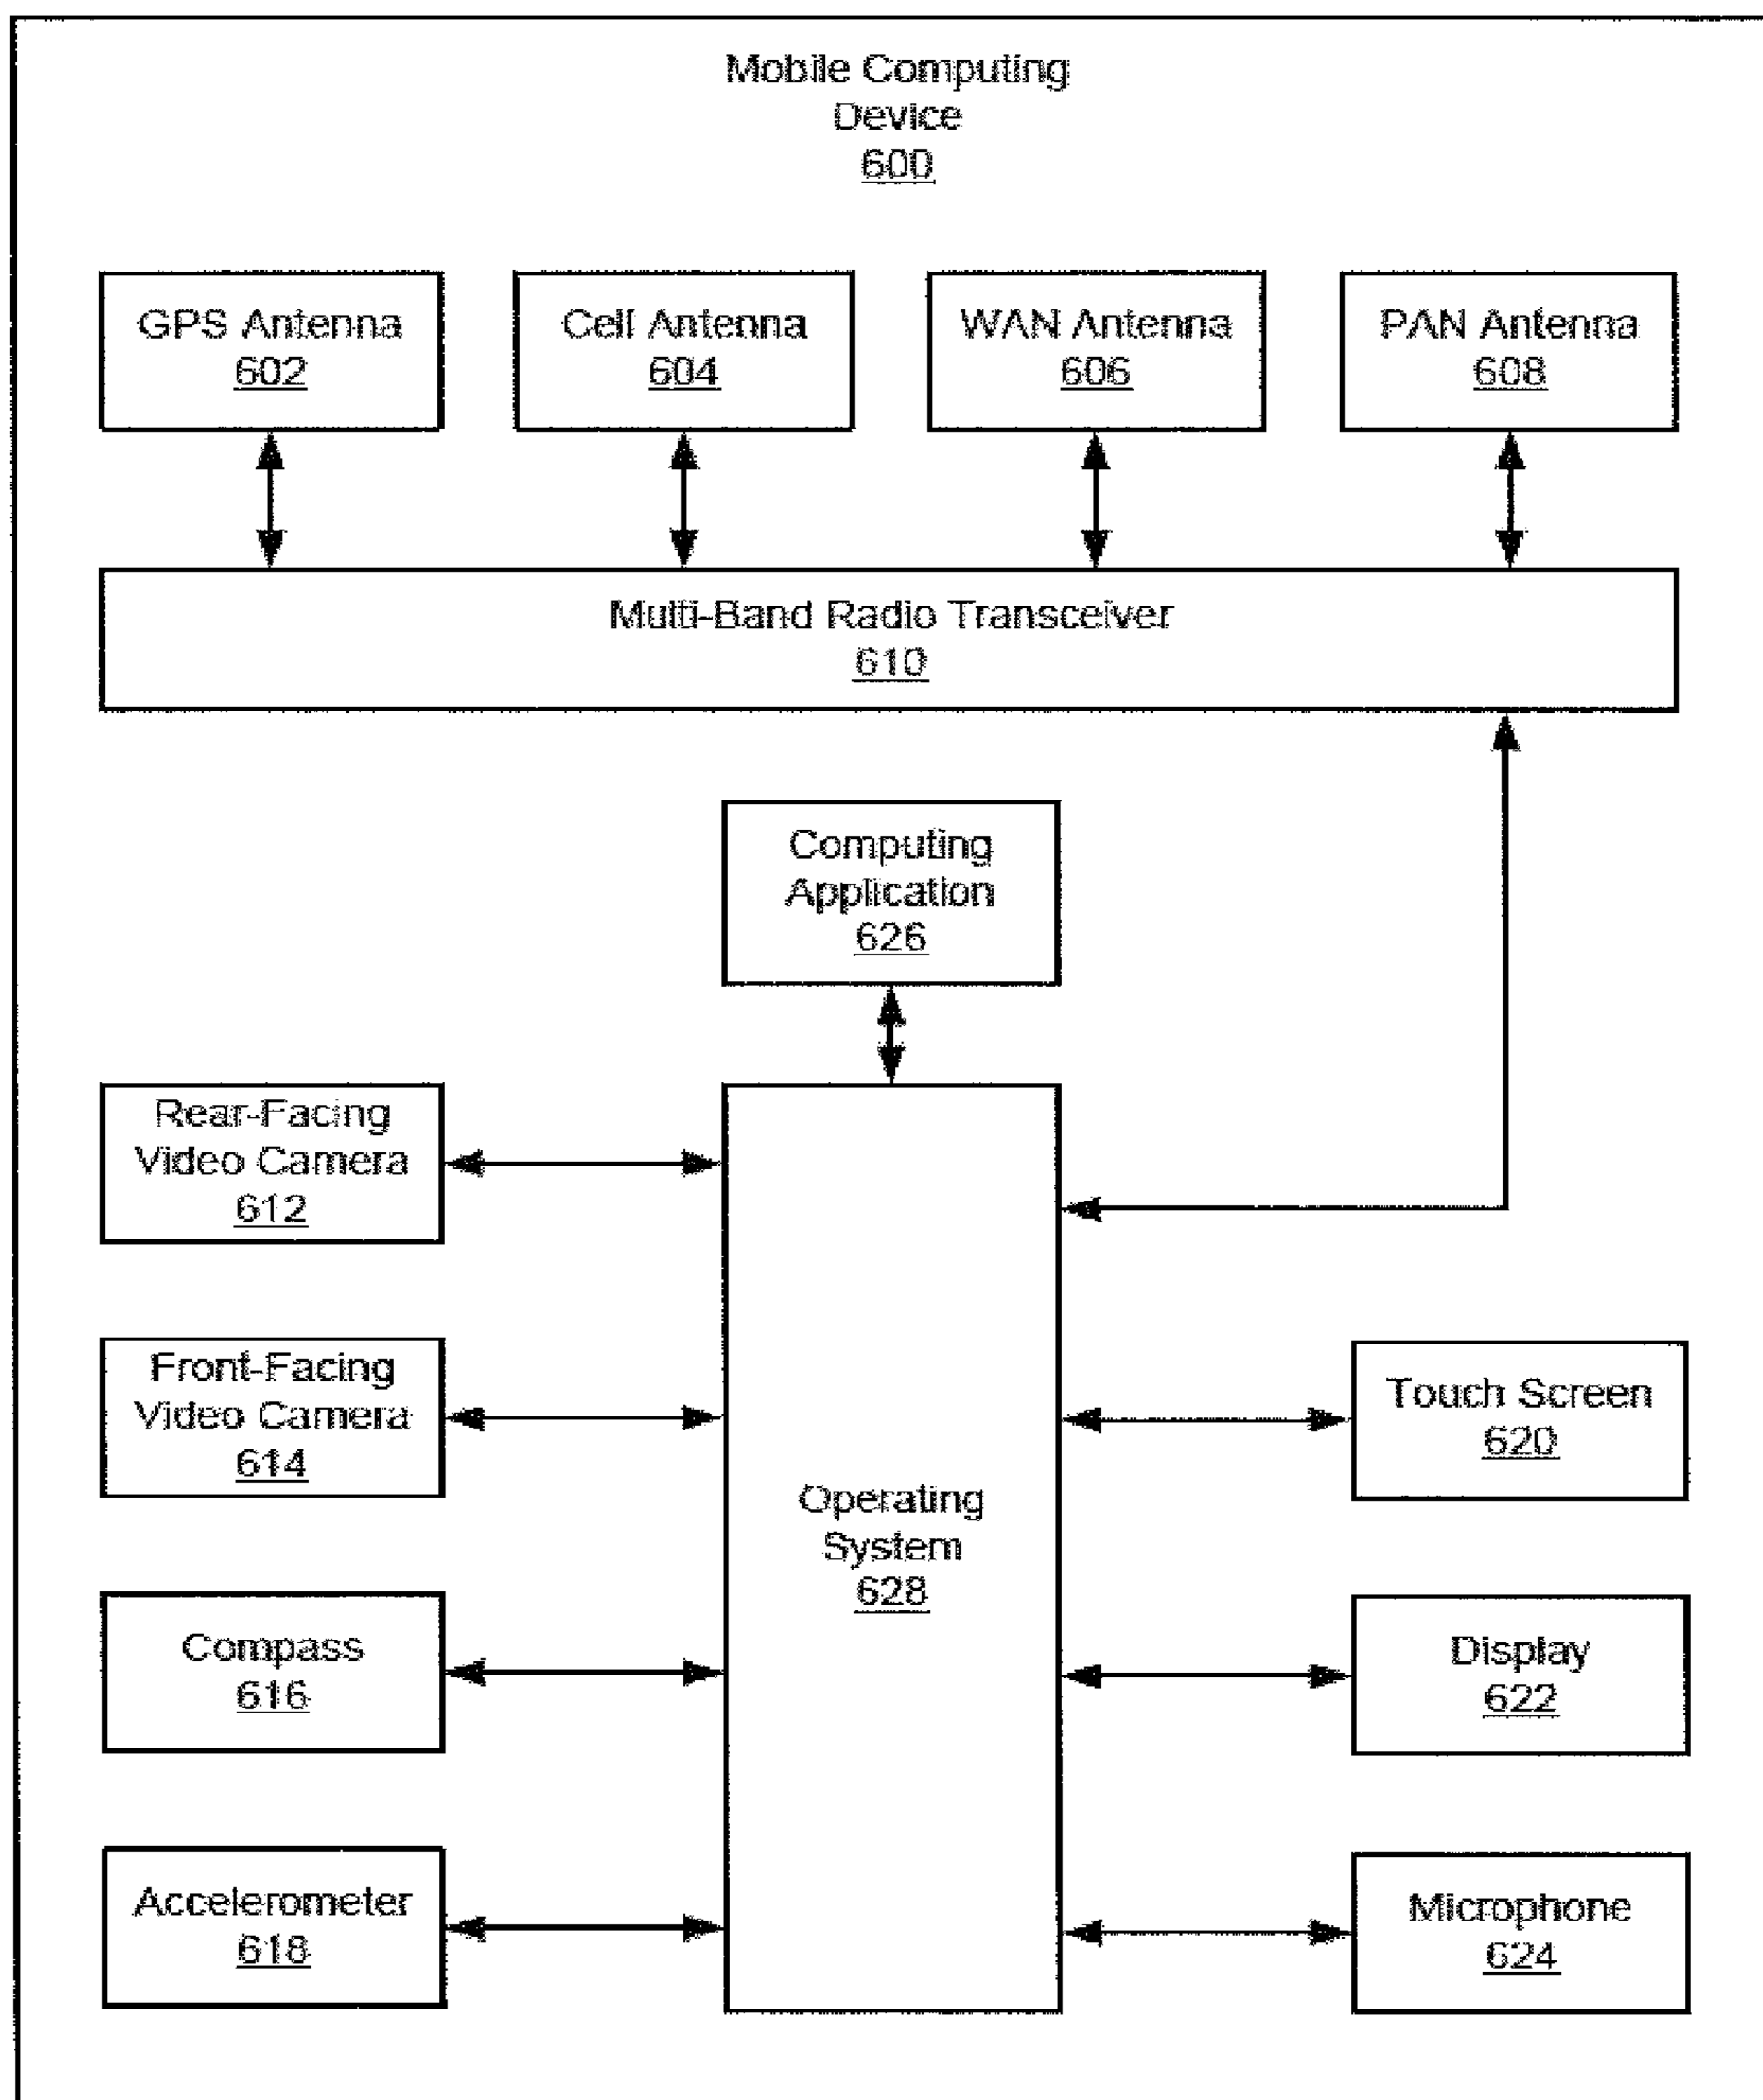 Mobile Computing
Device
600
GPS Antenna
602
Cell Antenna
604
WAN Antenna
606
PAN Antenna
608
Multi-Band Radio Transceiver
610
Computing
Application
626
Rear-Facing
Video Camera
612
Front-Facing
Video Camera
614
Compass
616
Accelerometer
618
Operating
System
628
Touch Screen
620
Display
622
Microphone
624